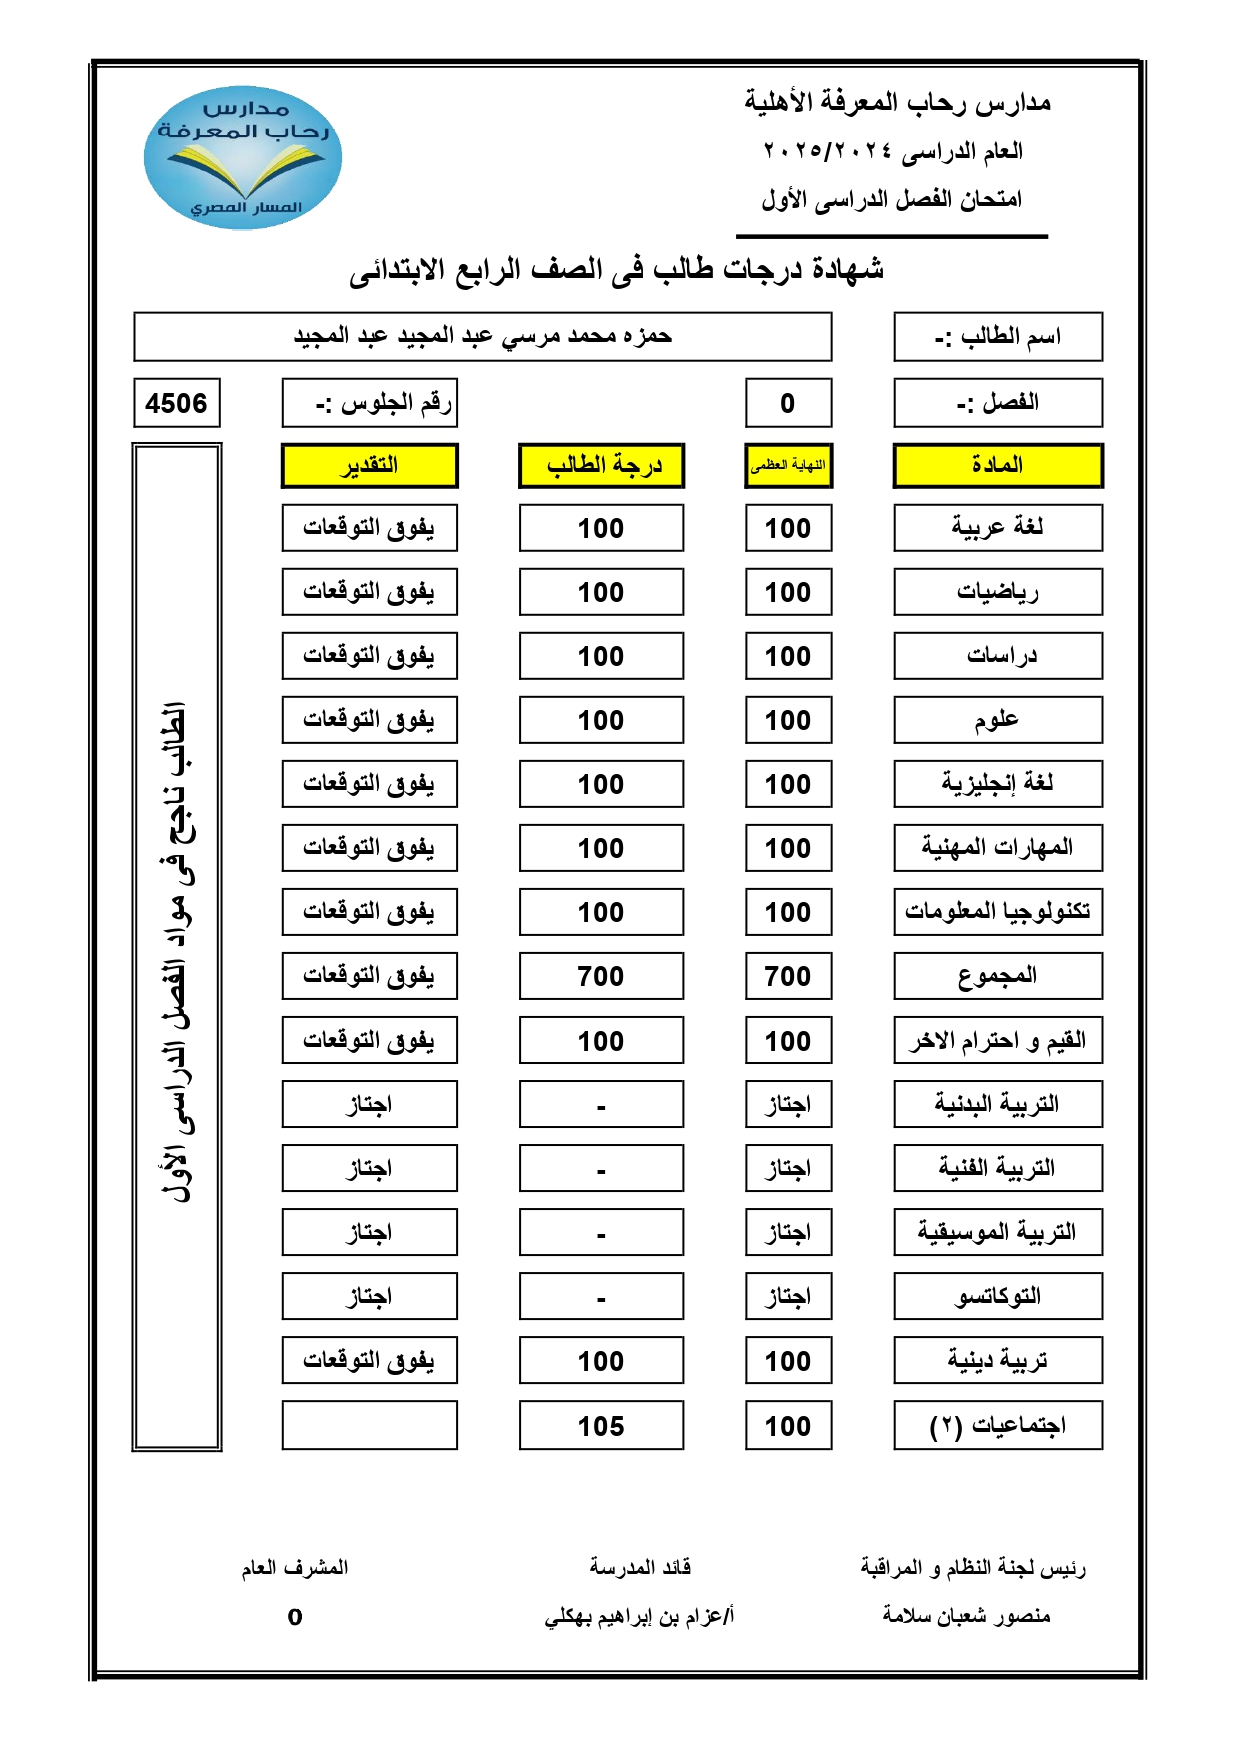 مدارس رحاب المعرفة الأهلية
مدارس
رحاب المعرفة
المسار المصري
العام الدراسى ٢٠٢٥/٢٠٢٤
امتحان الفصل الدراسى الأول
شهادة درجات طالب فى الصف الرابع الابتدائى
اسم الطالب :- حمزه محمد مرسي عبد المجيد عبد المجيد
الفصل :- 0 رقم الجلوس :- 4506
المادة النهاية العظمى درجة الطالب التقدير
لغة عربية 100 100 يفوق التوقعات
رياضيات 100 100 يفوق التوقعات
دراسات 100 100 يفوق التوقعات
علوم 100 100 يفوق التوقعات
لغة إنجليزية 100 100 يفوق التوقعات
المهارات المهنية 100 100 يفوق التوقعات
تكنولوجيا المعلومات 100 100 يفوق التوقعات
المجموع 700 700 يفوق التوقعات
القيم و احترام الاخر 100 100 يفوق التوقعات
التربية البدنية اجتاز - اجتاز
التربية الفنية اجتاز - اجتاز
التربية الموسيقية اجتاز - اجتاز
التوكاتسو اجتاز - اجتاز
تربية دينية 100 100 يفوق التوقعات
اجتماعيات (٢) 100 105
الطالب ناجح فى مواد الفصل الدراسى الأول
رئيس لجنة النظام و المراقبة قائد المدرسة المشرف العام
منصور شعبان سلامة أ/عزام بن إبراهيم بهكلي 0